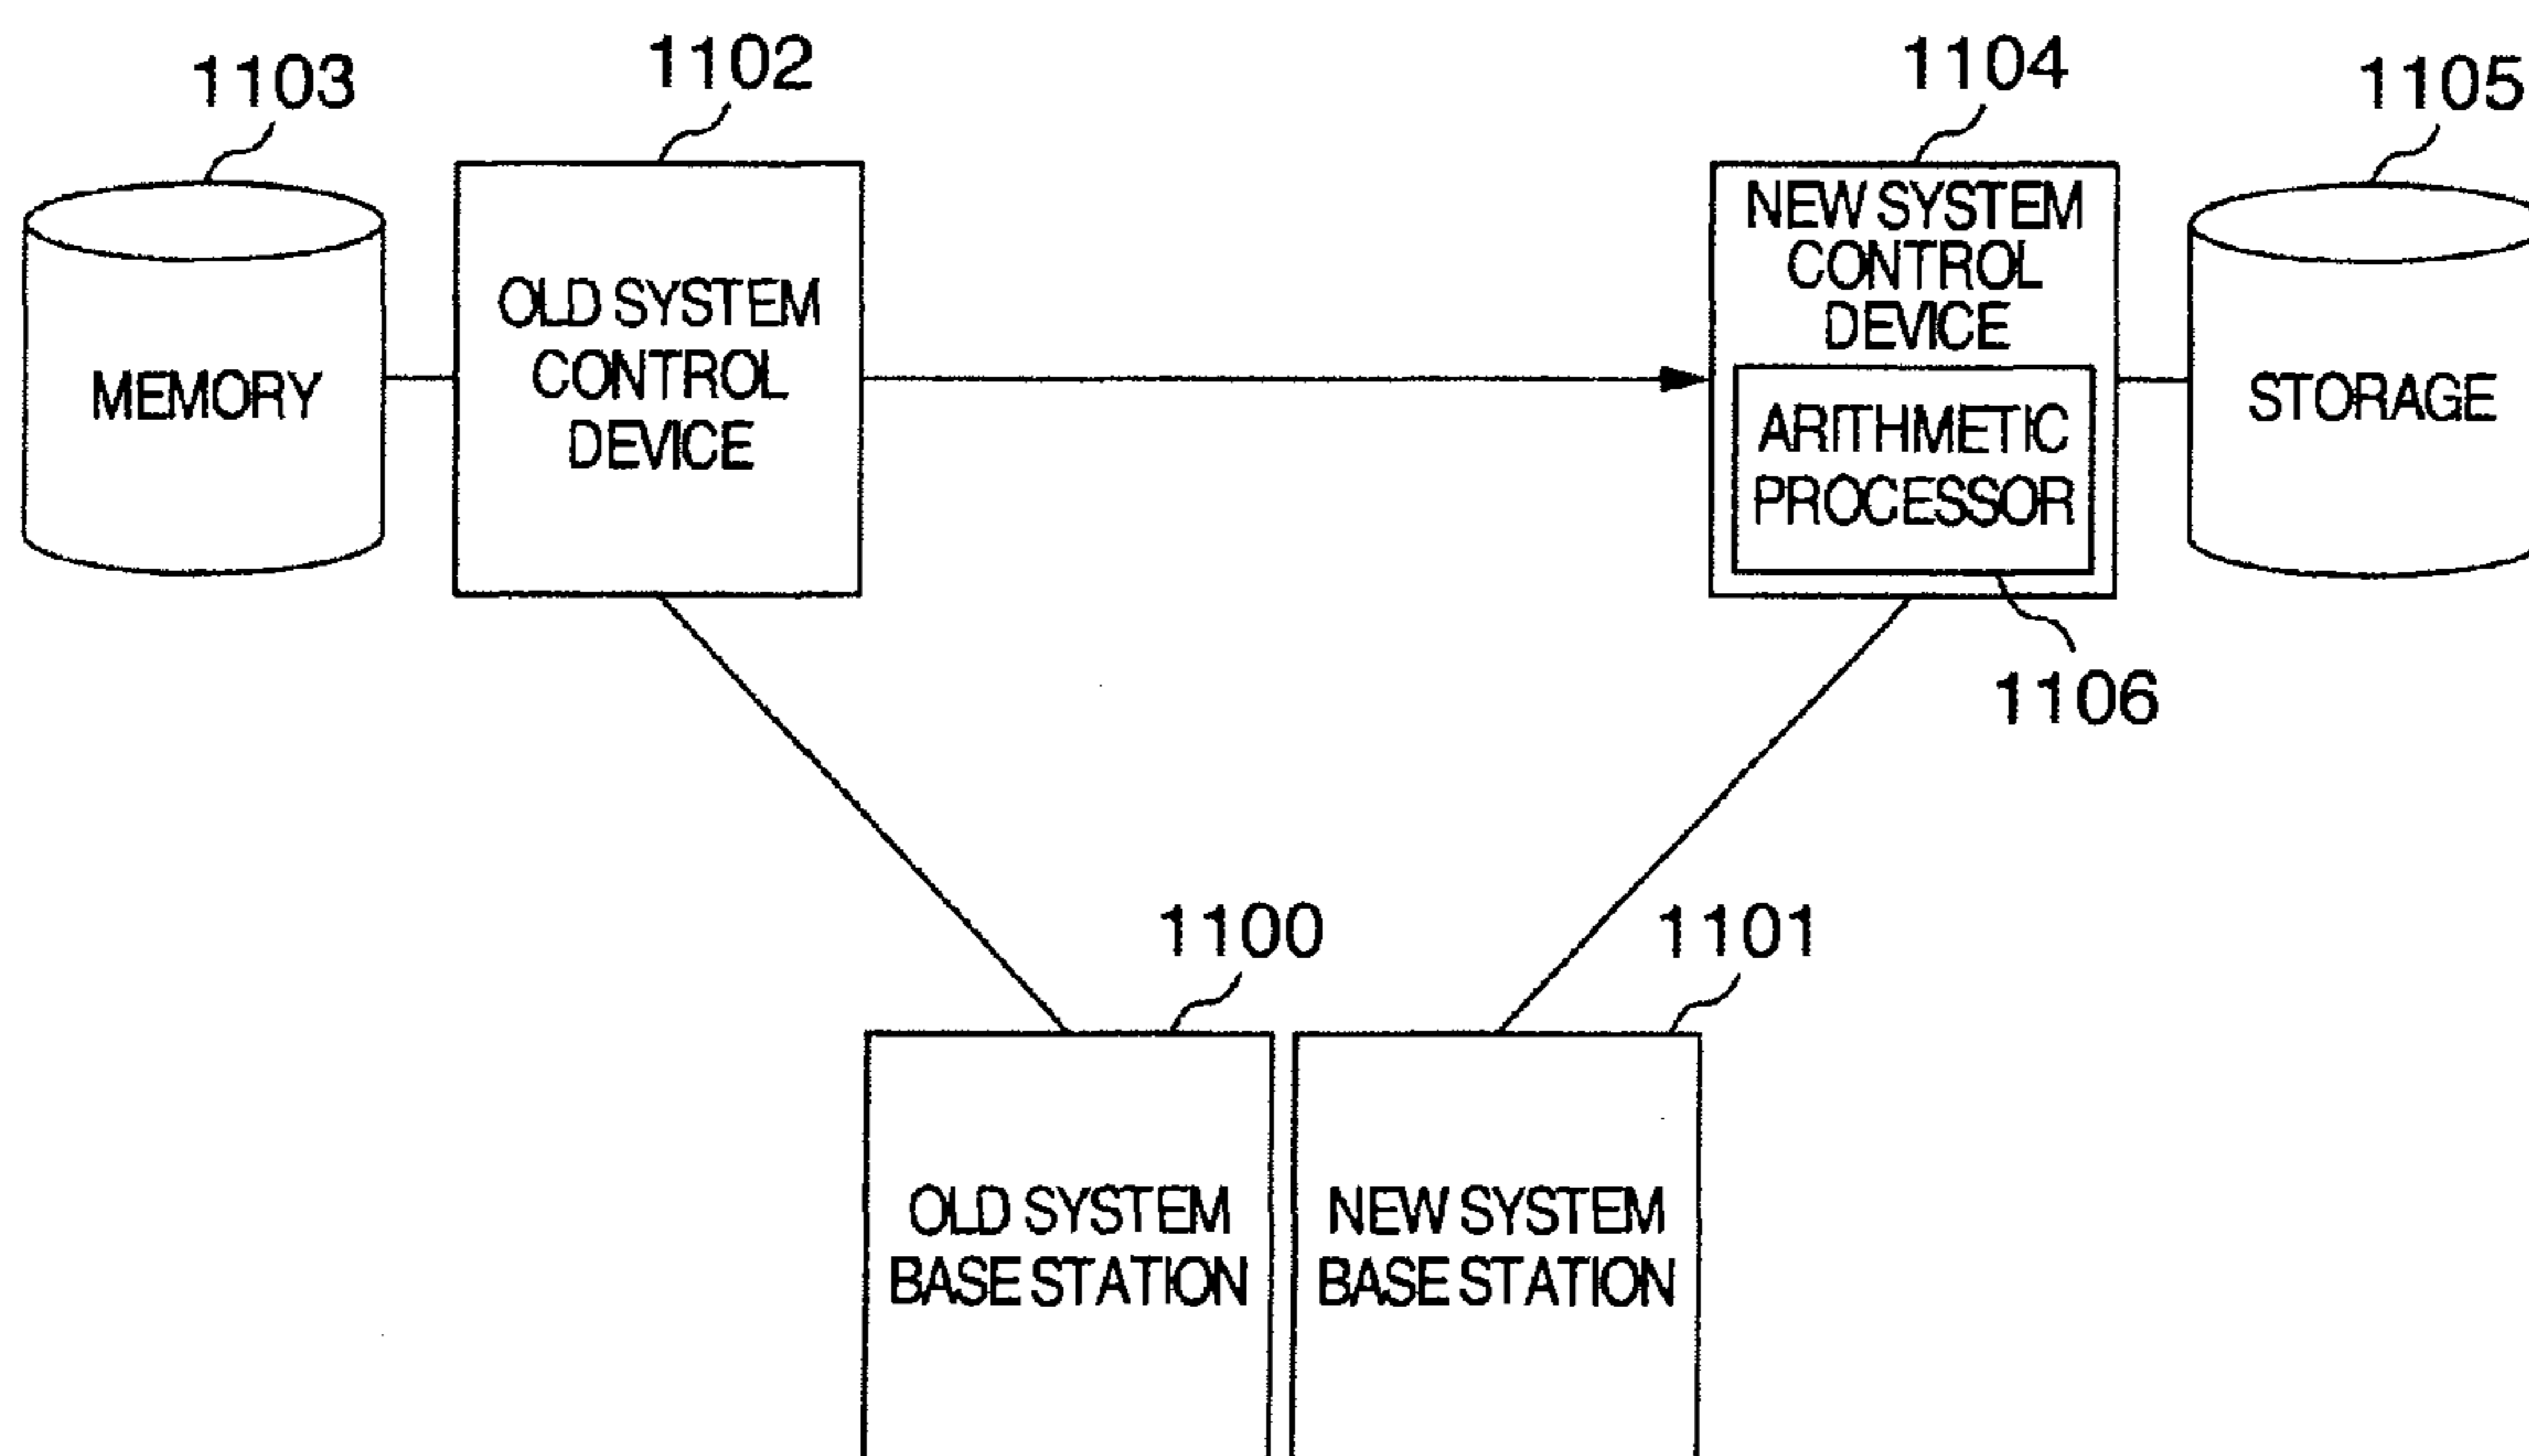 1103
1102
1104
1105
MEMORY
OLD SYSTEM
CONTROL
DEVICE
NEW SYSTEM
CONTROL
DEVICE
ARITHMETIC
PROCESSOR
STORAGE
1106
1100
1101
OLD SYSTEM
BASE STATION
NEW SYSTEM
BASE STATION